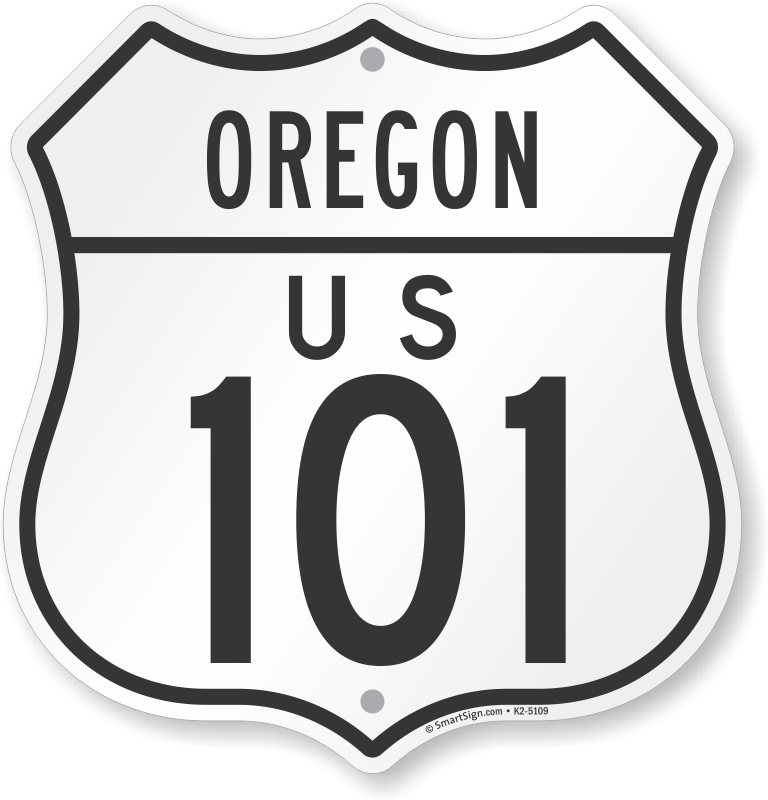 OREGON
U S
101
© SmartSign.com • K2-5109